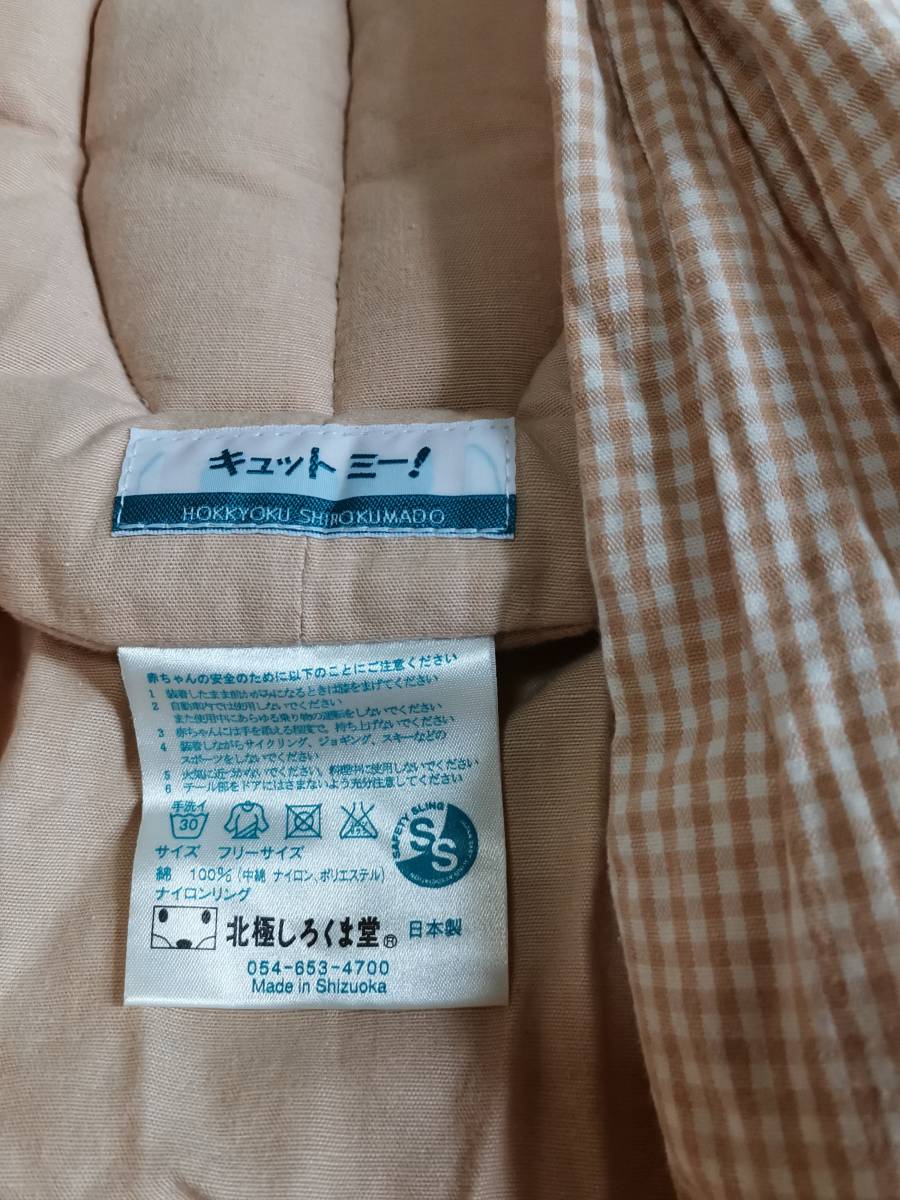 キュット ミー!
HOKKYOKU SHIROKUMADO
赤ちゃんの安全のために以下のことにご注意ください
1 装着したまま前かがみになるときは膝をまげてください
2 自動車内では使用しないでください
また使用中にあらゆる乗り物の運転をしないでください
3 赤ちゃんには手を添える程度で、持ち上げないでください
4 装着しながらサイクリング、ジョギング、スキーなどの
スポーツをしないでください
5 火気に近づかないでください。料理中に使用しないでください
6 テール部をドアにはさまないよう充分注意してください
手洗イ
30
SAFETY SLING
SS
サイズ フリーサイズ
綿 100% (中綿 ナイロン、ポリエステル)
ナイロンリング
北極しろくま堂® 日本製
054-653-4700
Made in Shizuoka